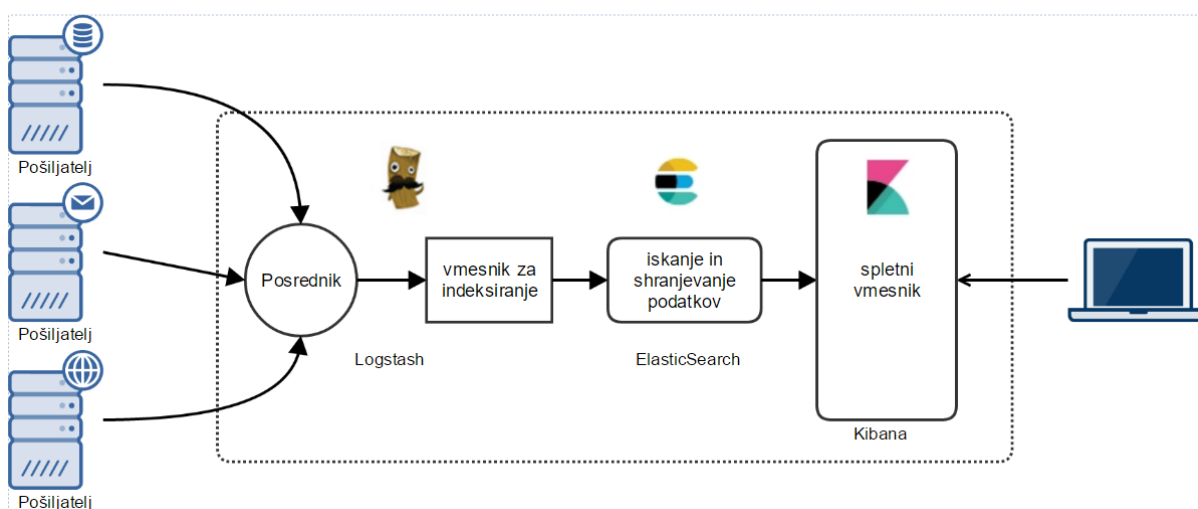 Pošiljatelj
Pošiljatelj
Pošiljatelj
Posrednik
vmesnik za
indeksiranje
Logstash
iskanje in
shranjevanje
podatkov
ElasticSearch
spletni
vmesnik
Kibana